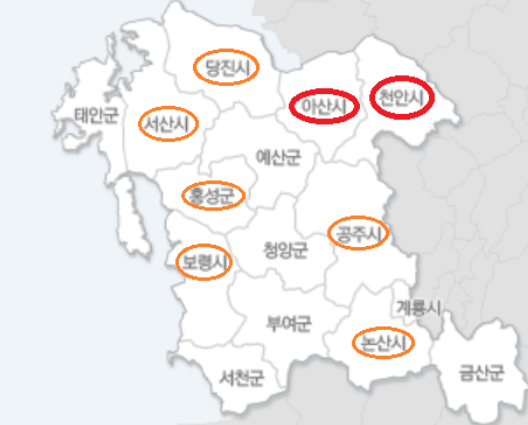 당진시
아산시
천안시
태안군
서산시
예산군
홍성군
공주시
청양군
보령시
계룡시
부여군
논산시
서천군
금산군